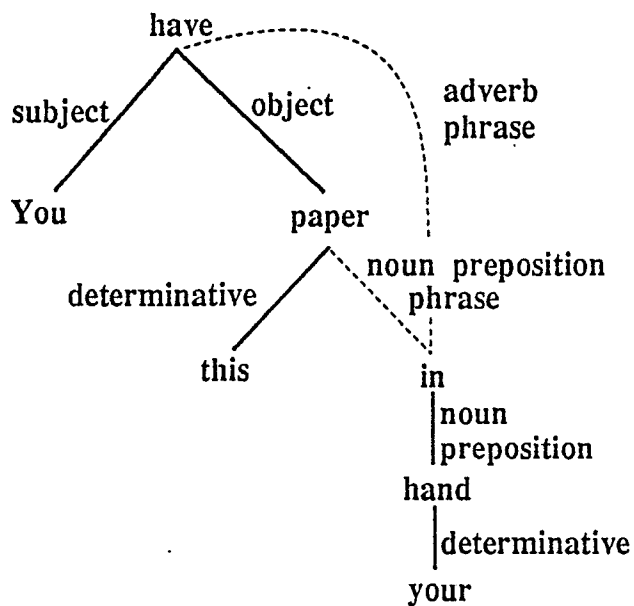 have
subject
object
adverb
phrase
You
paper
determinative
noun preposition
phrase
this
in
noun
preposition
hand
determinative
your